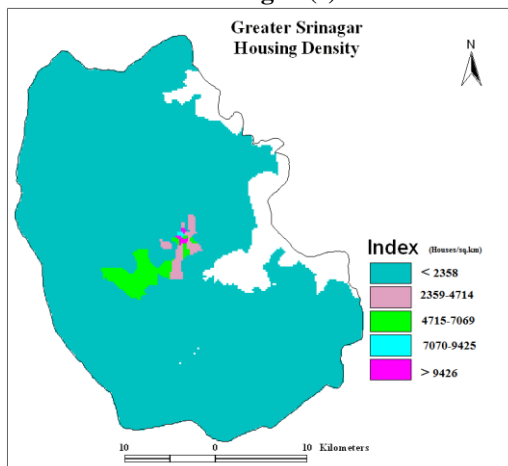 Greater Srinagar
Housing Density
N
Index (Houses/sq.km)
< 2358
2359-4714
4715-7069
7070-9425
> 9426
10 0 10 Kilometers